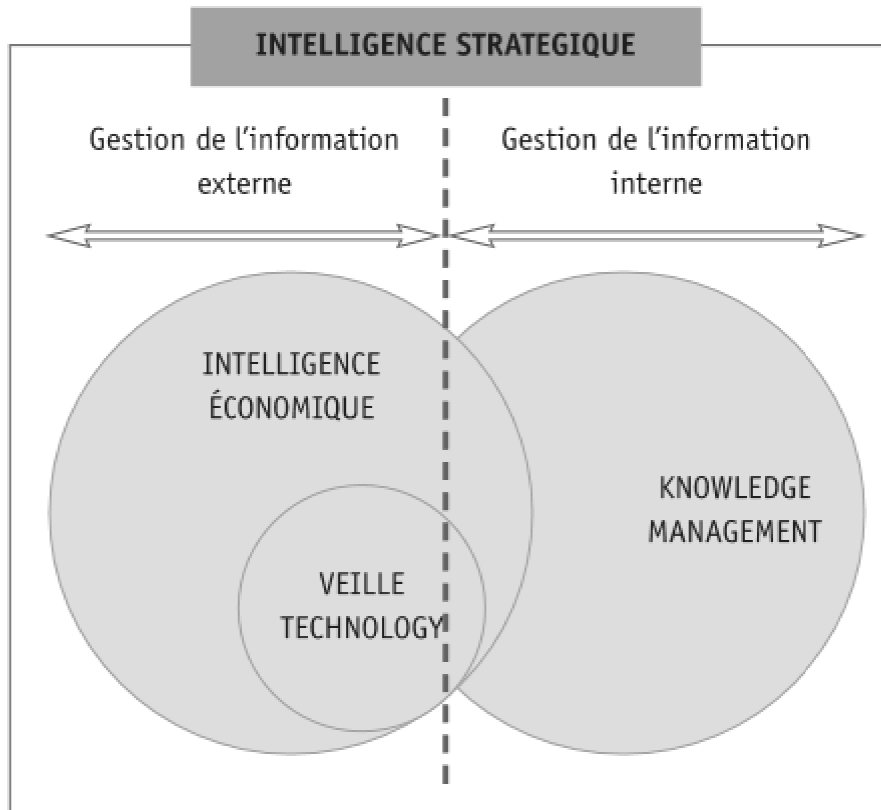 INTELLIGENCE STRATEGIQUE
Gestion de l'information
externe
Gestion de l'information
interne
INTELLIGENCE
ÉCONOMIQUE
KNOWLEDGE
MANAGEMENT
VEILLE
TECHNOLOGY